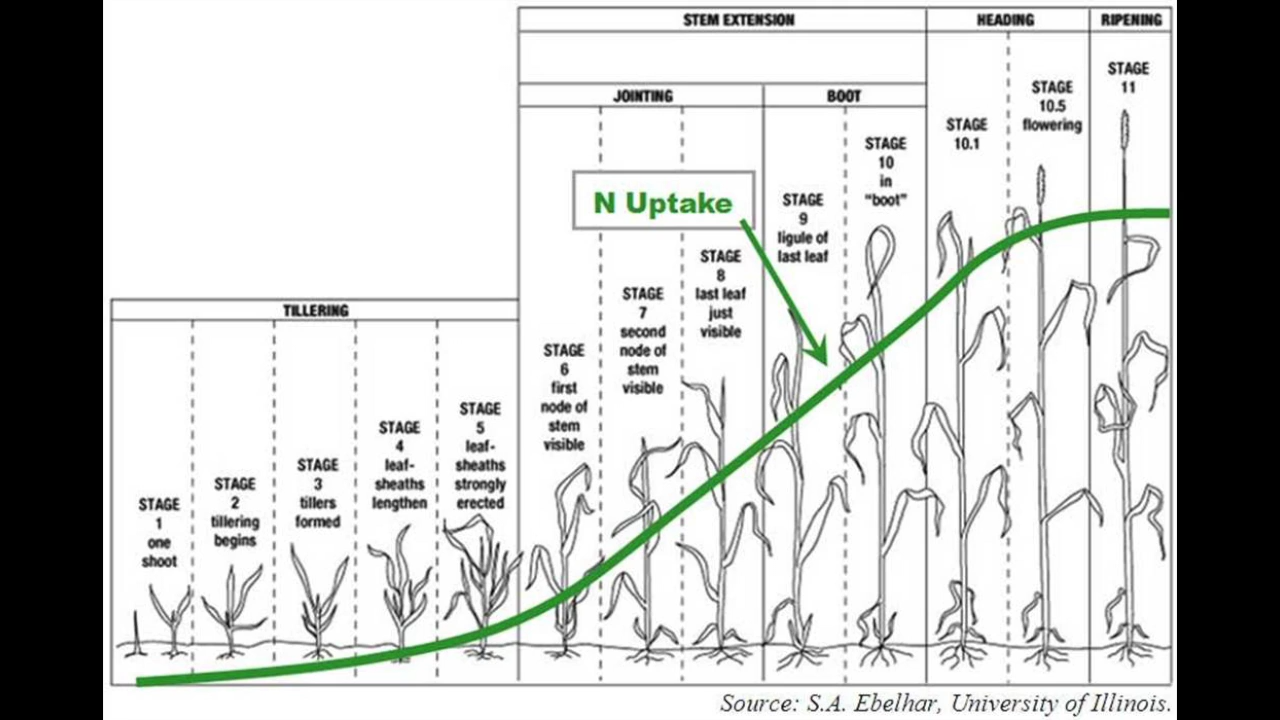 STEM EXTENSION
HEADING
RIPENING
JOINTING
BOOT
TILLERING
STAGE
1
one
shoot
STAGE
2
tillering
begins
STAGE
3
tillers
formed
STAGE
4
leaf-
sheaths
lengthen
STAGE
5
leaf-
sheaths
strongly
erected
STAGE
6
first
node of
stem
visible
STAGE
7
second
node of
stem
visible
STAGE
8
last leaf
just
visible
STAGE
9
ligule of
last leaf
STAGE
10
in
"boot"
STAGE
10.1
STAGE
10.5
flowering
STAGE
11
N Uptake
Source: S.A. Ebelhar, University of Illinois.